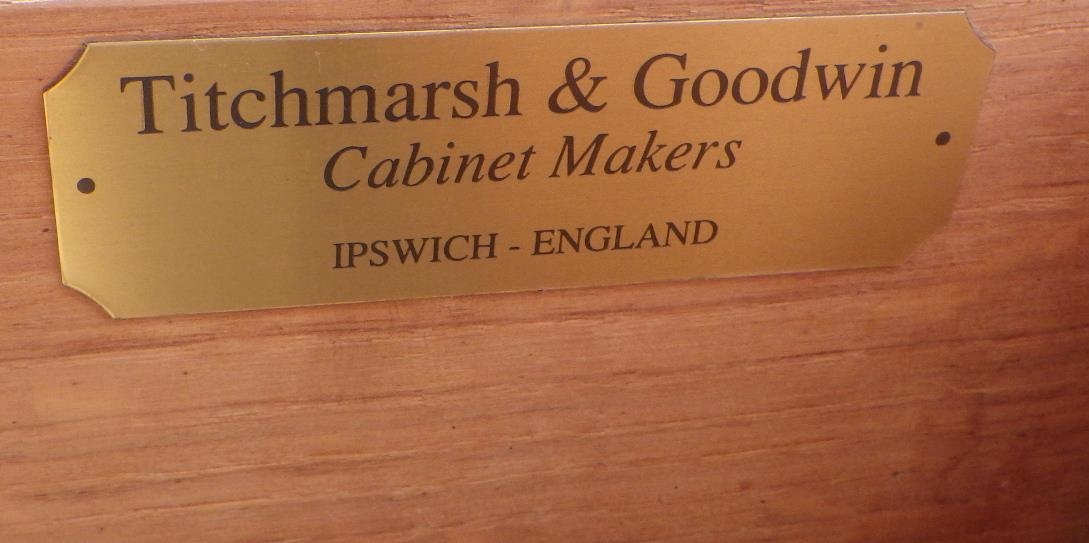 Titchmarsh & Goodwin
Cabinet Makers
IPSWICH - ENGLAND